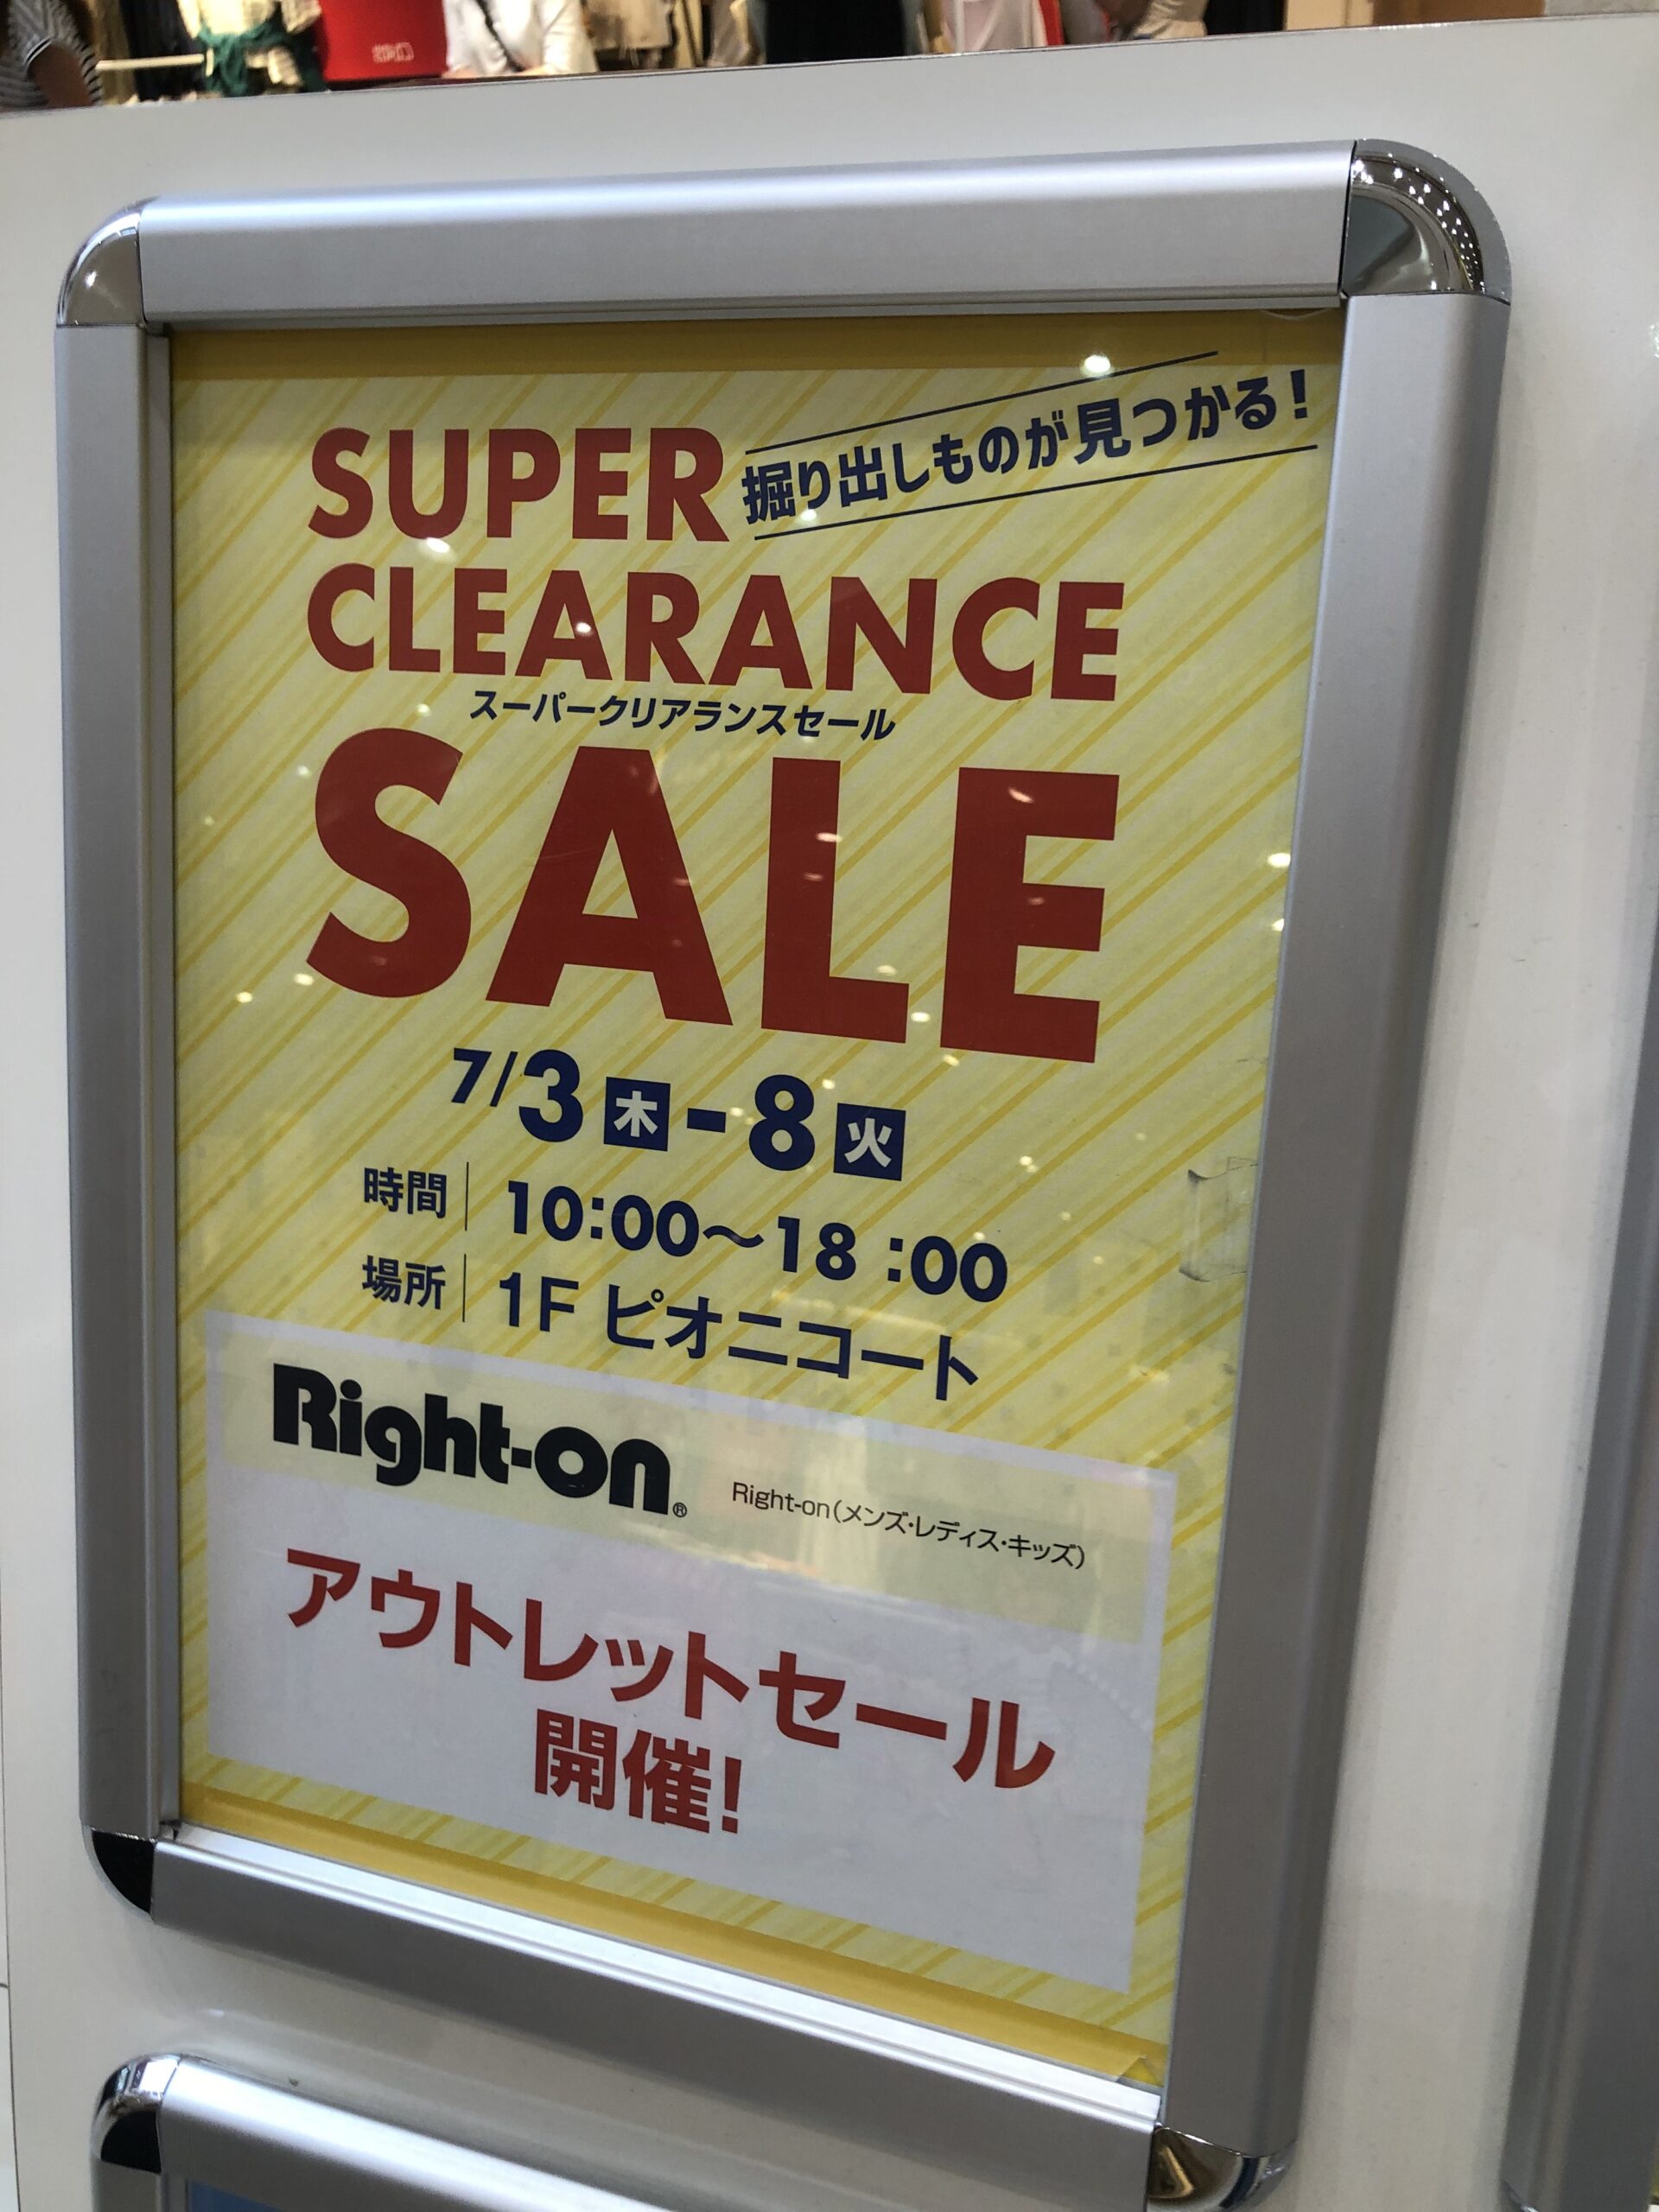 SUPER 掘り出しものが見つかる!
CLEARANCE
スーパークリアランスセール
SALE
7/3 木 - 8 火
時間 | 10:00〜18:00
場所 | 1F ピオニコート
Right-on® Right-on(メンズ・レディス・キッズ)
アウトレットセール
開催!